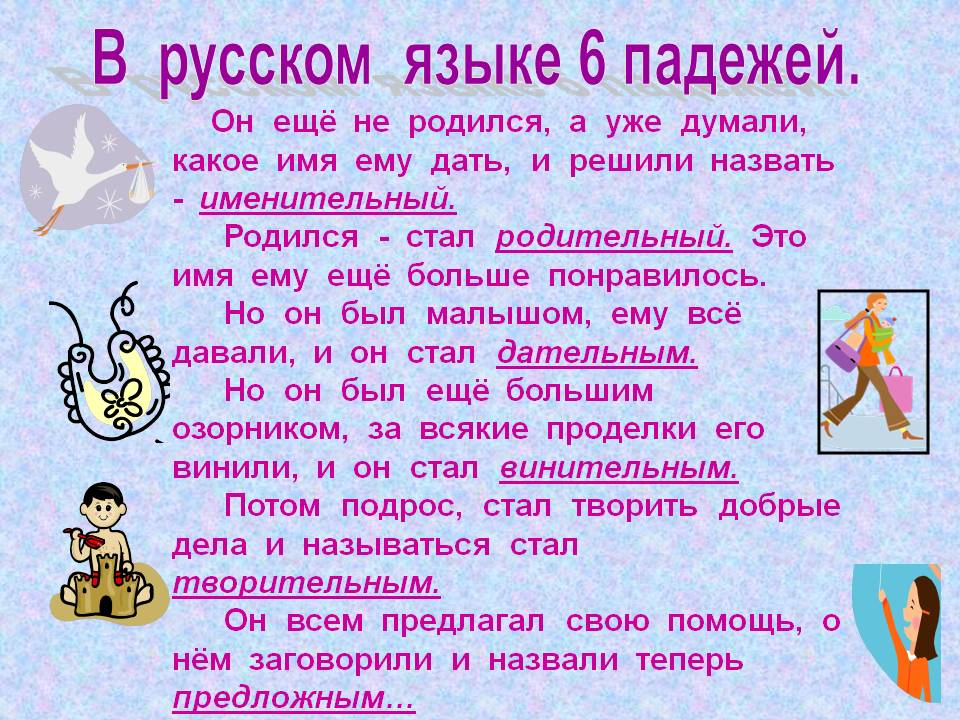 В русском языке 6 падежей.
Он ещё не родился, а уже думали,
какое имя ему дать, и решили назвать
- именительный.
Родился - стал родительный. Это
имя ему ещё больше понравилось.
Но он был малышом, ему всё
давали, и он стал дательным.
Но он был ещё большим
озорником, за всякие проделки его
винили, и он стал винительным.
Потом подрос, стал творить добрые
дела и называться стал
творительным.
Он всем предлагал свою помощь, о
нём заговорили и назвали теперь
предложным…